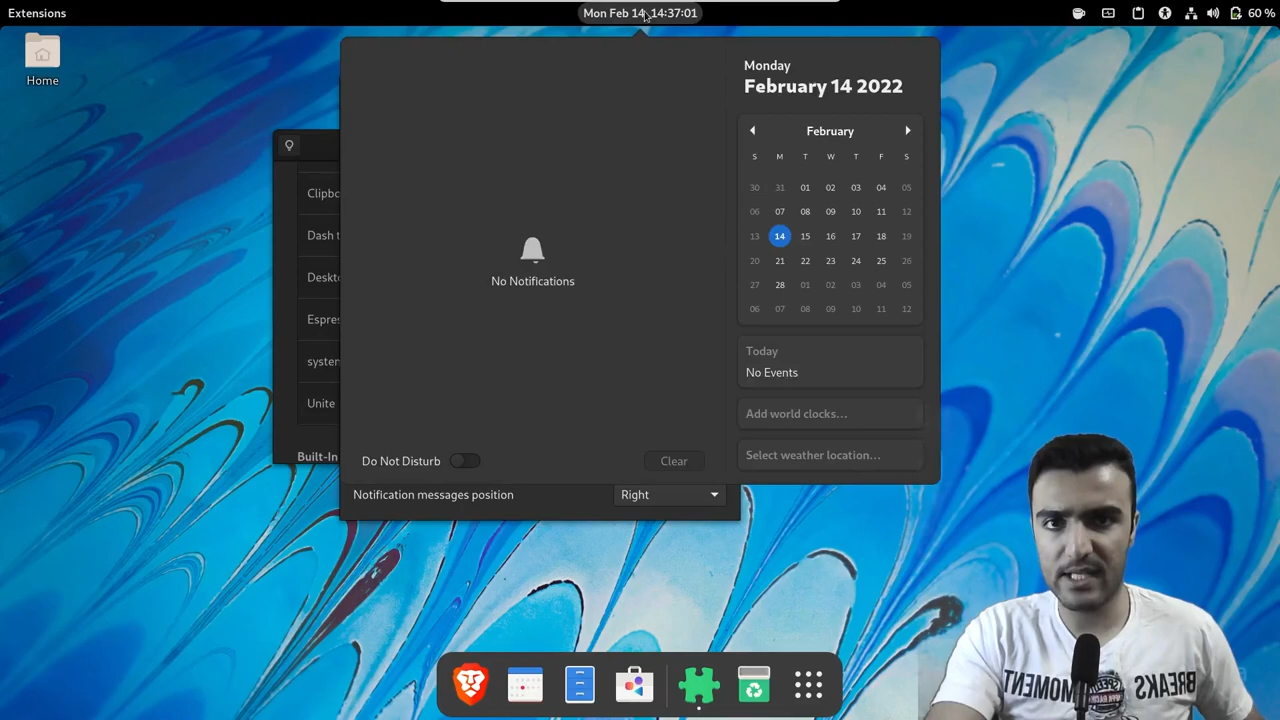 Extensions
Mon Feb 14, 14:37:01
60 %
Home
Monday
February 14 2022
February
S M T W T F S
30 31 01 02 03 04 05
06 07 08 09 10 11 12
13 14 15 16 17 18 19
20 21 22 23 24 25 26
27 28 01 02 03 04 05
06 07 08 09 10 11 12
No Notifications
Today
No Events
Add world clocks...
Select weather location...
Do Not Disturb
Clear
Clipbo
Dash t
Deskto
Espres
system
Unite
Built-In
Notification messages position
Right
MOMENT
BREAKS